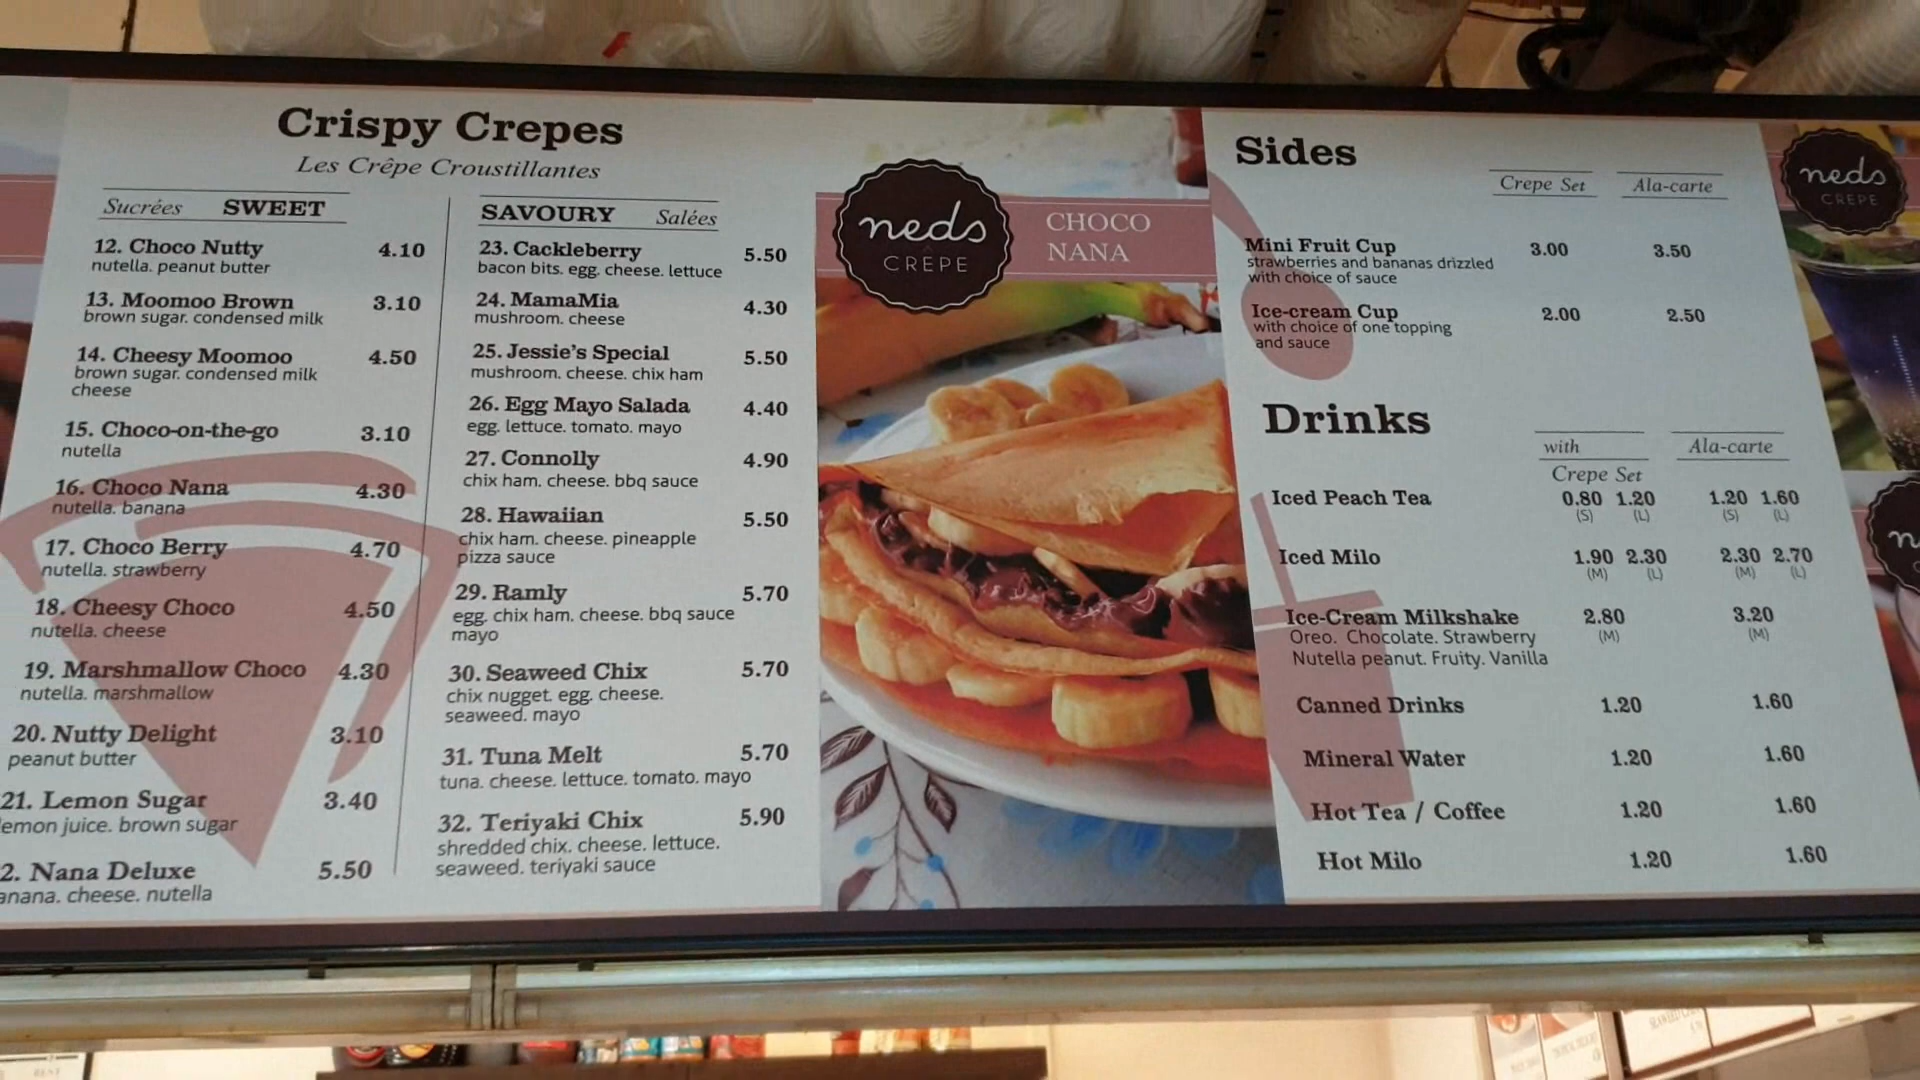 Crispy Crepes
Les Crêpe Croustillantes
Sucrées SWEET
12. Choco Nutty 4.10
nutella. peanut butter
13. Moomoo Brown 3.10
brown sugar. condensed milk
14. Cheesy Moomoo 4.50
brown sugar. condensed milk
cheese
15. Choco-on-the-go 3.10
nutella
16. Choco Nana 4.30
nutella. banana
17. Choco Berry 4.70
nutella. strawberry
18. Cheesy Choco 4.50
nutella. cheese
19. Marshmallow Choco 4.30
nutella. marshmallow
20. Nutty Delight 3.10
peanut butter
21. Lemon Sugar 3.40
emon juice. brown sugar
2. Nana Deluxe 5.50
anana. cheese. nutella
SAVOURY Salées
23. Cackleberry 5.50
bacon bits. egg. cheese. lettuce
24. MamaMia 4.30
mushroom. cheese
25. Jessie's Special 5.50
mushroom. cheese. chix ham
26. Egg Mayo Salada 4.40
egg. lettuce. tomato. mayo
27. Connolly 4.90
chix ham. cheese. bbq sauce
28. Hawaiian 5.50
chix ham. cheese. pineapple
pizza sauce
29. Ramly 5.70
egg. chix ham. cheese. bbq sauce
mayo
30. Seaweed Chix 5.70
chix nugget. egg. cheese.
seaweed. mayo
31. Tuna Melt 5.70
tuna. cheese. lettuce. tomato. mayo
32. Teriyaki Chix 5.90
shredded chix. cheese. lettuce.
seaweed. teriyaki sauce
neds
CRÊPE
CHOCO
NANA
Sides
Crepe Set Ala-carte
Mini Fruit Cup 3.00 3.50
strawberries and bananas drizzled
with choice of sauce
Ice-cream Cup 2.00 2.50
with choice of one topping
and sauce
Drinks
with Ala-carte
Crepe Set
Iced Peach Tea 0.80 1.20 1.20 1.60
(S) (L) (S) (L)
Iced Milo 1.90 2.30 2.30 2.70
(M) (L) (M) (L)
Ice-Cream Milkshake 2.80 3.20
Oreo. Chocolate. Strawberry (M) (M)
Nutella peanut. Fruity. Vanilla
Canned Drinks 1.20 1.60
Mineral Water 1.20 1.60
Hot Tea / Coffee 1.20 1.60
Hot Milo 1.20 1.60
neds
CREPE